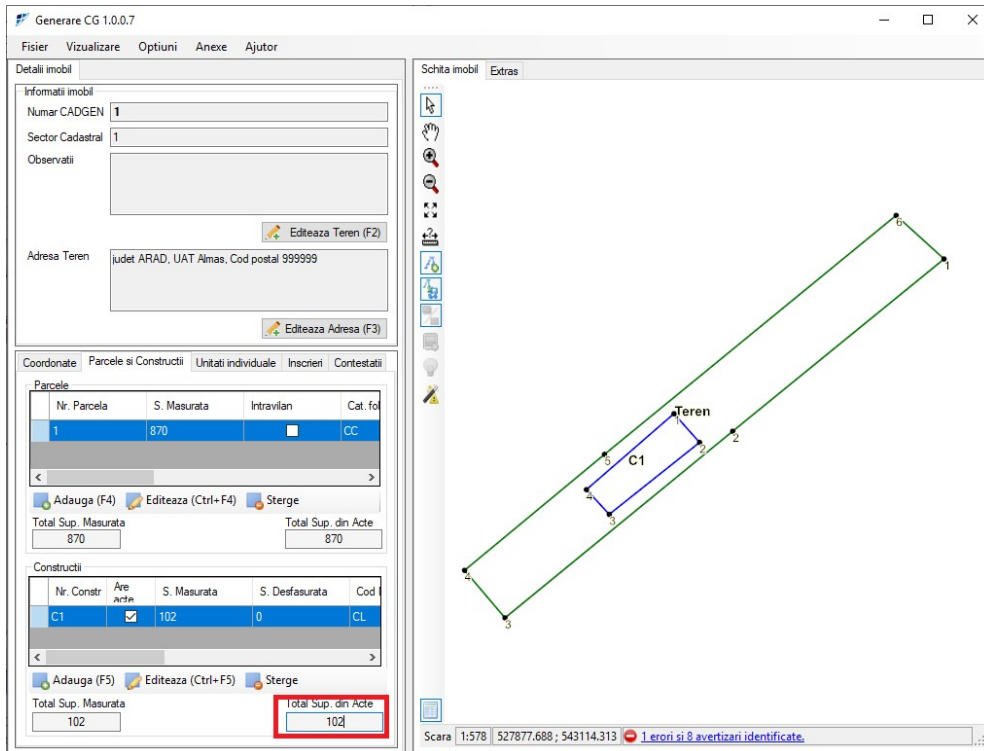 Generare CG 1.0.0.7
Fisier Vizualizare Optiuni Anexe Ajutor
Detalii imobil
Informatii imobil
Numar CADGEN 1
Sector Cadastral 1
Observatii
Editeaza Teren (F2)
Adresa Teren judet ARAD, UAT Almas, Cod postal 999999
Editeaza Adresa (F3)
Coordonate Parcele si Constructii Unitati individuale Inscrieri Contestatii
Parcele
Nr. Parcela S. Masurata Intravilan Cat. fol
1 870 CC
Adauga (F4) Editeaza (Ctrl+F4) Sterge
Total Sup. Masurata Total Sup. din Acte
870 870
Constructii
Nr. Constr Are acte S. Masurata S. Desfasurata Cod
C1 102 0 CL
Adauga (F5) Editeaza (Ctrl+F5) Sterge
Total Sup. Masurata Total Sup. din Acte
102 102
Schita imobil Extras
6
1
Teren
1
2
2
5
C1
4
3
4
3
Scara 1:578 527877.688 ; 543114.313 1 erori si 8 avertizari identificate.